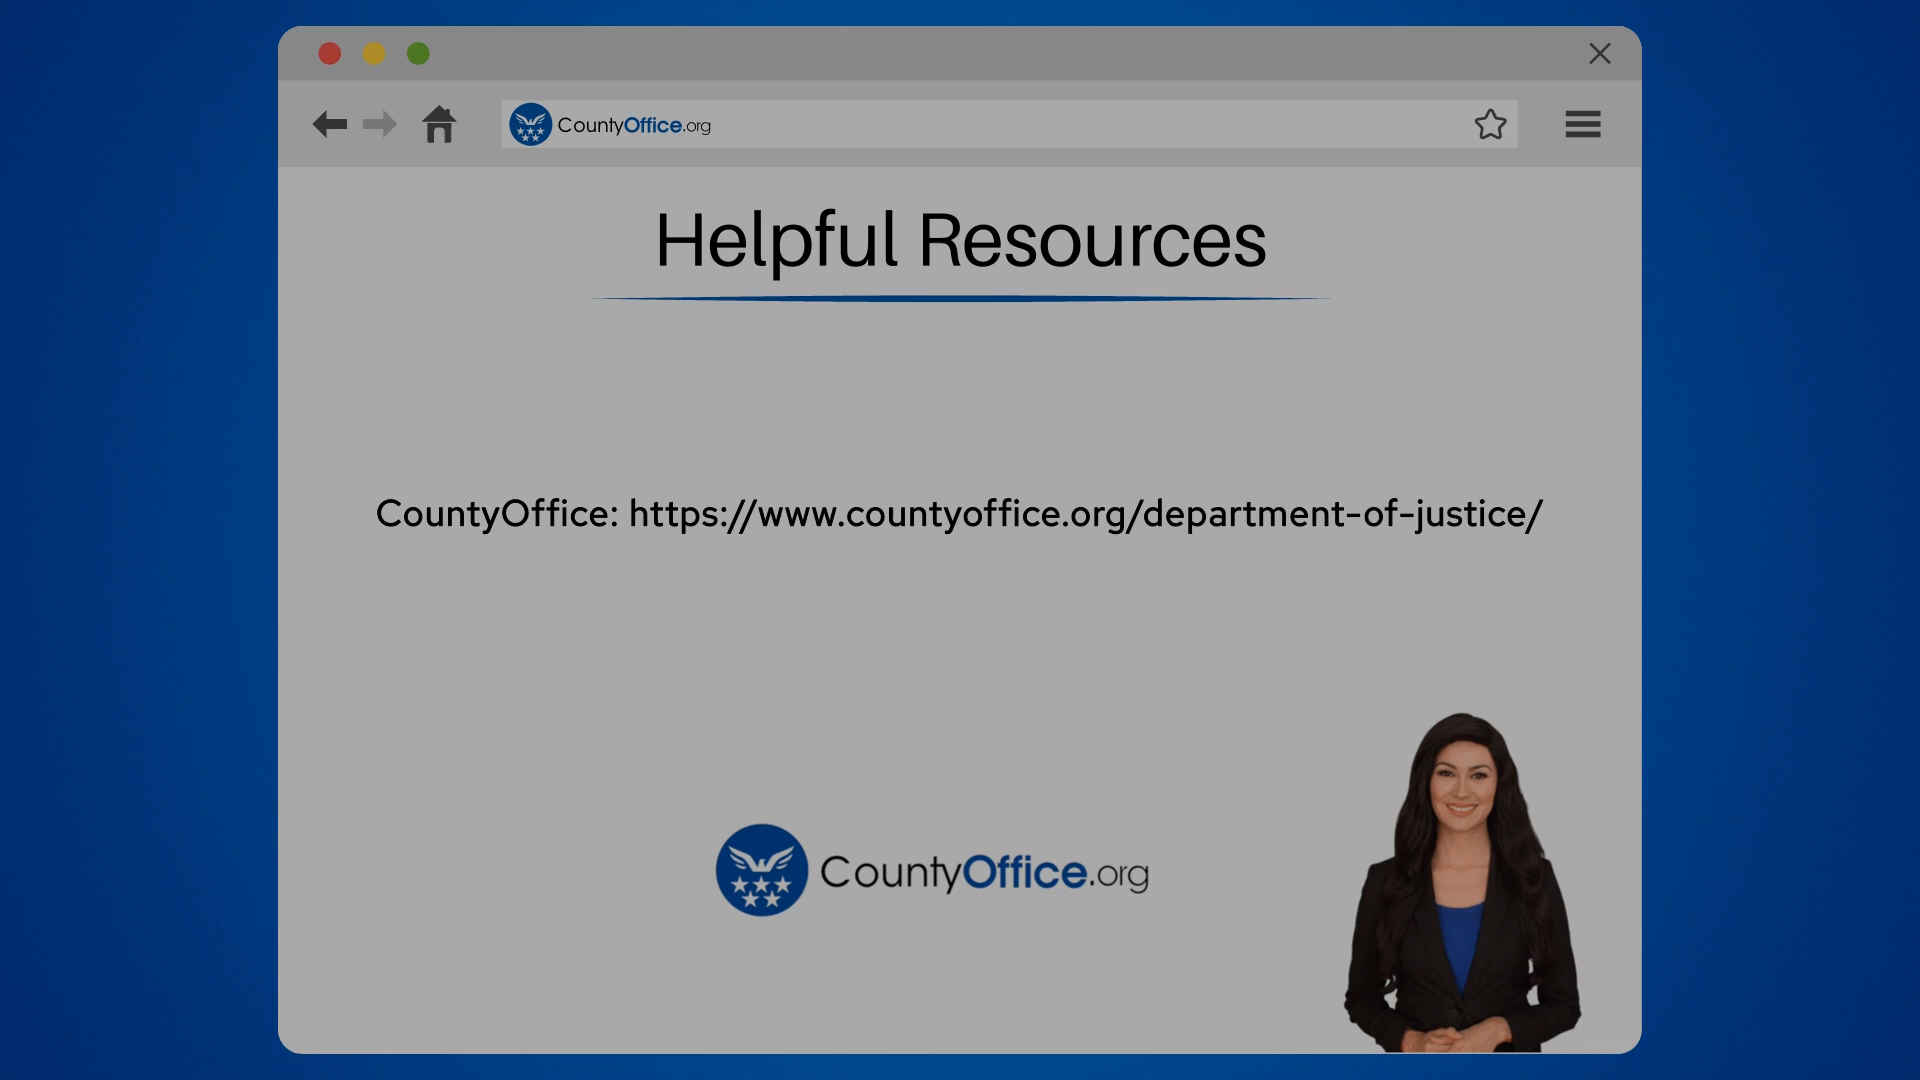 CountyOffice.org
Helpful Resources
CountyOffice: https://www.countyoffice.org/department-of-justice/
CountyOffice.org